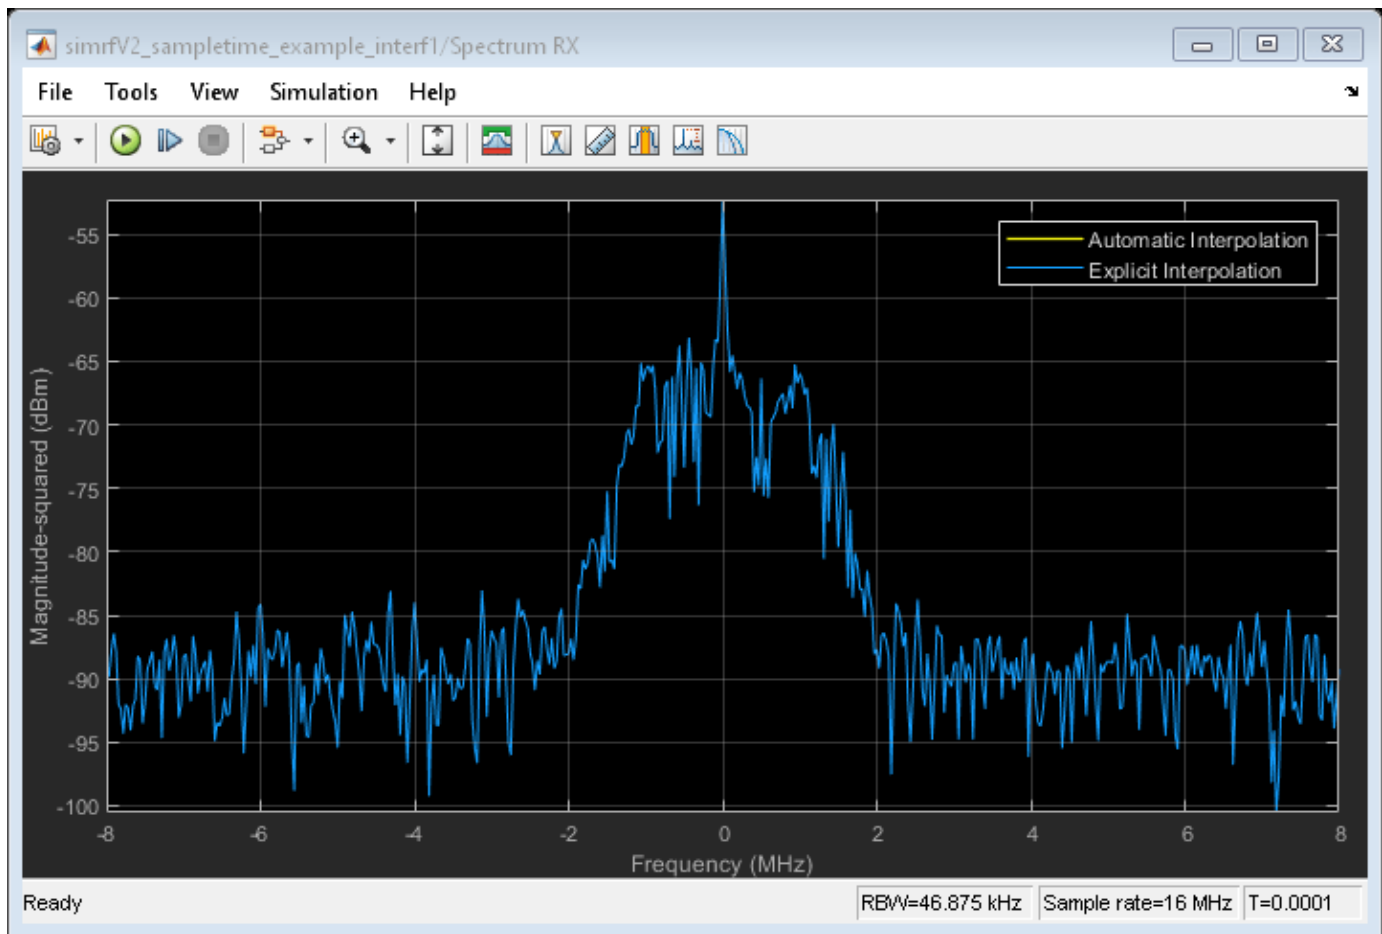 simrfV2_sampletime_example_interf1/Spectrum RX
File Tools View Simulation Help
Automatic Interpolation
Explicit Interpolation
Magnitude-squared (dBm)
-55
-60
-65
-70
-75
-80
-85
-90
-95
-100
-8 -6 -4 -2 0 2 4 6 8
Frequency (MHz)
Ready RBW=46.875 kHz Sample rate=16 MHz T=0.0001